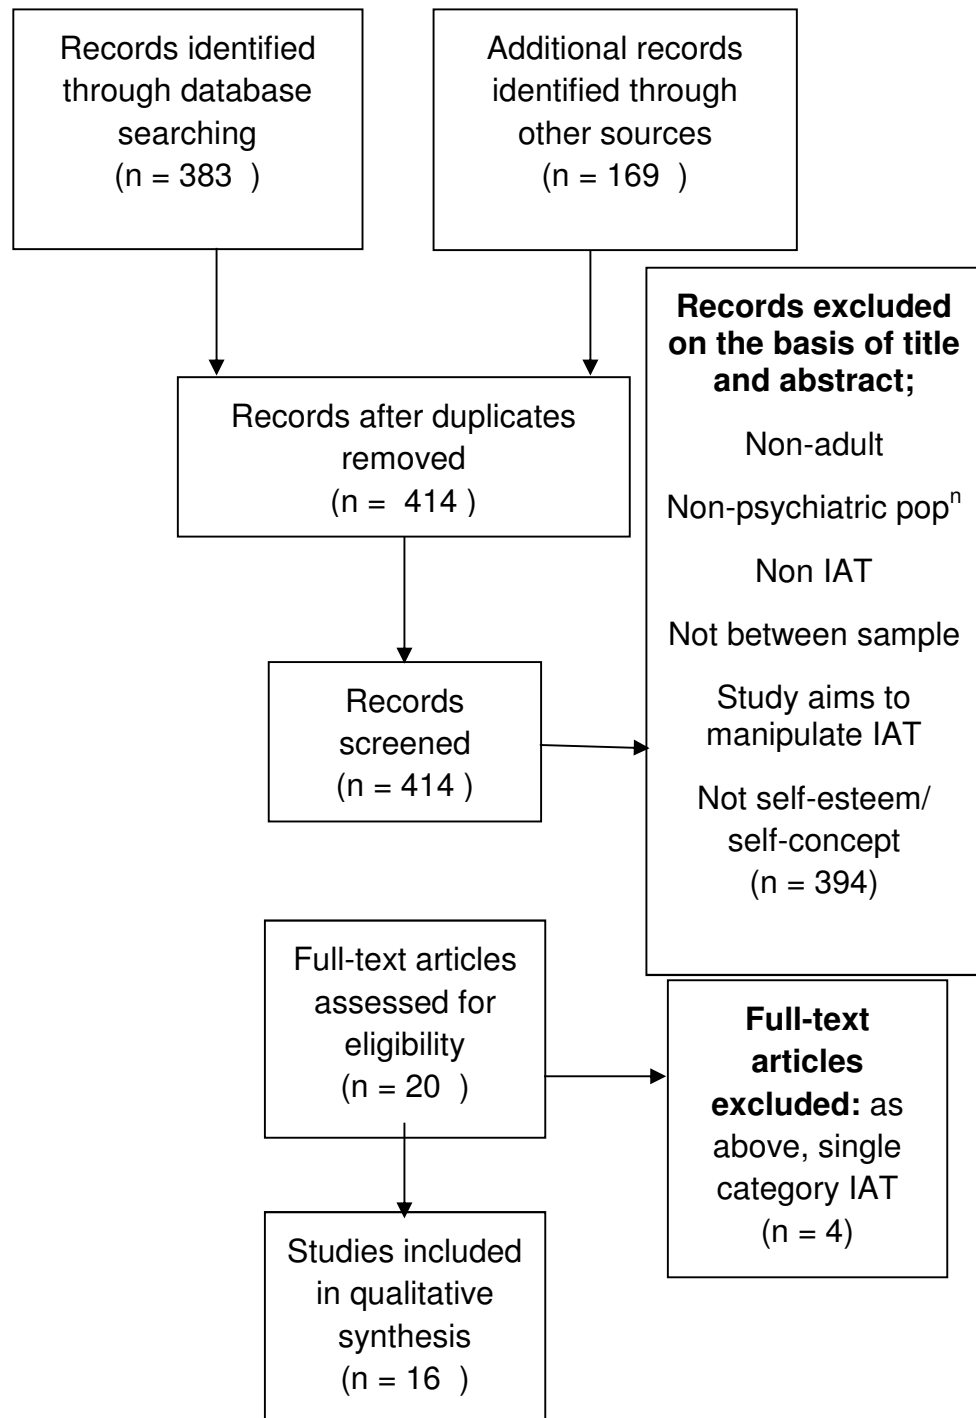 Records identified
through database
searching
(n = 383  )
Additional records
identified through
other sources
(n = 169  )
Records after duplicates
removed
(n =  414 )
Records
screened
(n = 414 )
Records excluded
on the basis of title
and abstract;
Non-adult
Non-psychiatric popⁿ
Non IAT
Not between sample
Study aims to
manipulate IAT
Not self-esteem/
self-concept
(n = 394)
Full-text articles
assessed for
eligibility
(n = 20  )
Full-text
articles
excluded: as
above, single
category IAT
(n = 4)
Studies included
in qualitative
synthesis
(n = 16  )